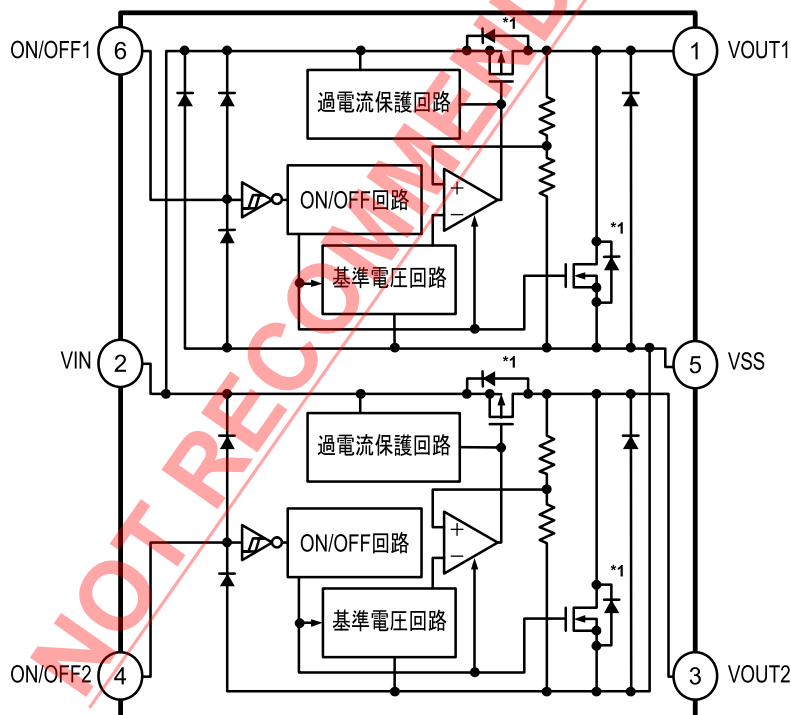 *1
ON/OFF1
6
1
VOUT1
過電流保護回路
ON/OFF回路
+
−
*1
基準電圧回路
VIN
2
*1
5
VSS
過電流保護回路
ON/OFF回路
+
−
*1
基準電圧回路
ON/OFF2
4
3
VOUT2
NOT RECOMMEND